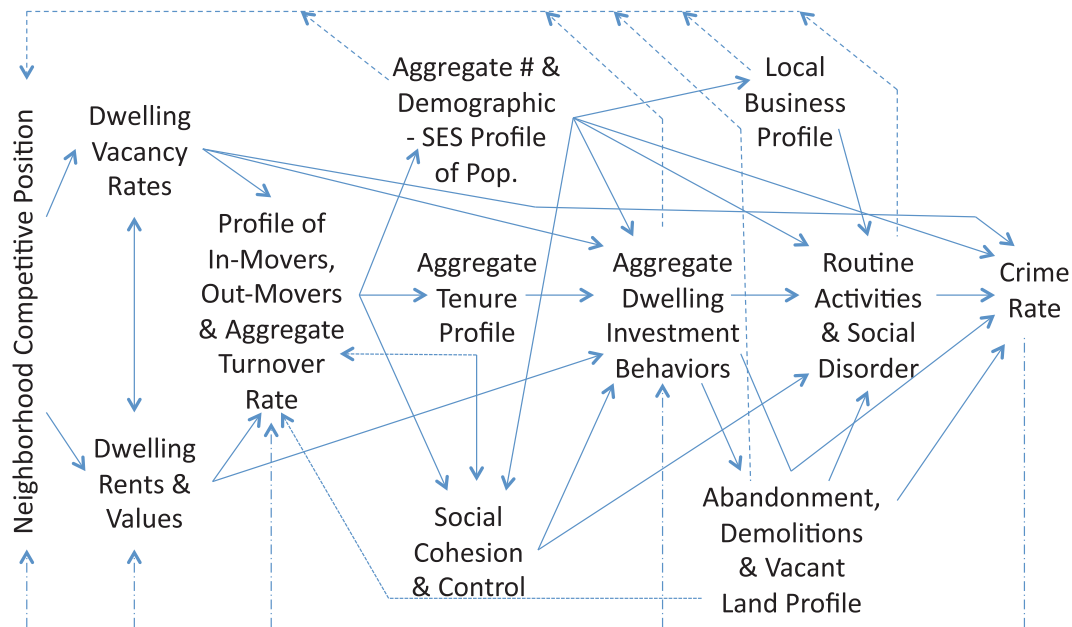 Neighborhood Competitive Position
Dwelling
Vacancy
Rates
Dwelling
Rents &
Values
Profile of
In-Movers,
Out-Movers
& Aggregate
Turnover
Rate
Aggregate # &
Demographic
- SES Profile
of Pop.
Aggregate
Tenure
Profile
Social
Cohesion
& Control
Aggregate
Dwelling
Investment
Behaviors
Local
Business
Profile
Routine
Activities
& Social
Disorder
Abandonment,
Demolitions
& Vacant
Land Profile
Crime
Rate